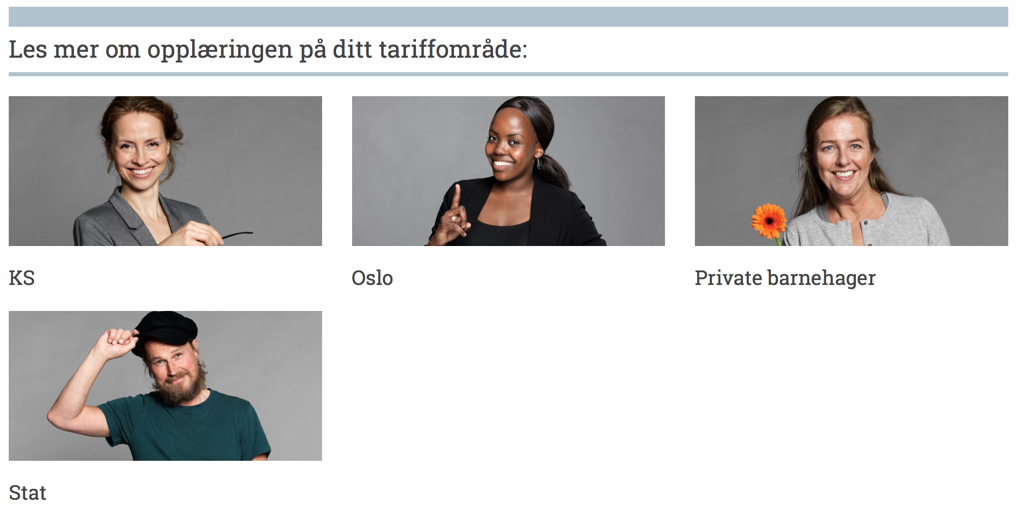 Les mer om opplæringen på ditt tariffområde:
KS
Oslo
Private barnehager
Stat